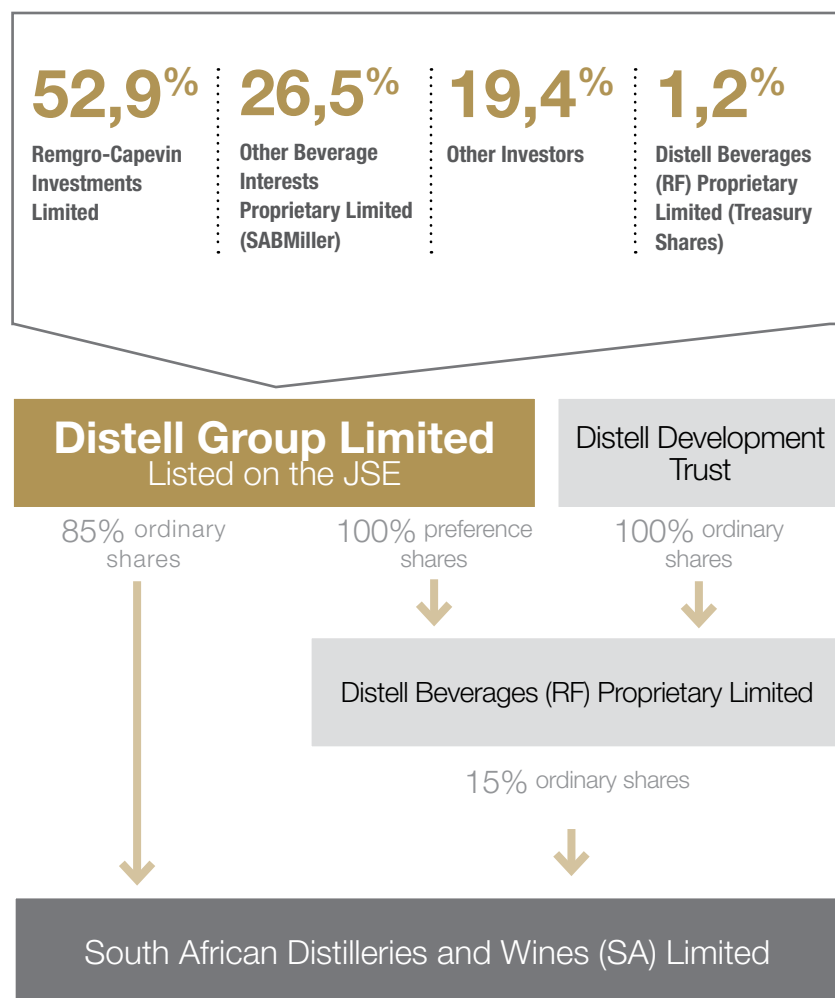 52,9%
Remgro-Capevin
Investments
Limited
26,5%
Other Beverage
Interests
Proprietary Limited
(SABMiller)
19,4%
Other Investors
1,2%
Distell Beverages
(RF) Proprietary
Limited (Treasury
Shares)
Distell Group Limited
Listed on the JSE
Distell Development
Trust
85% ordinary
shares
100% preference
shares
100% ordinary
shares
Distell Beverages (RF) Proprietary Limited
15% ordinary shares
South African Distilleries and Wines (SA) Limited